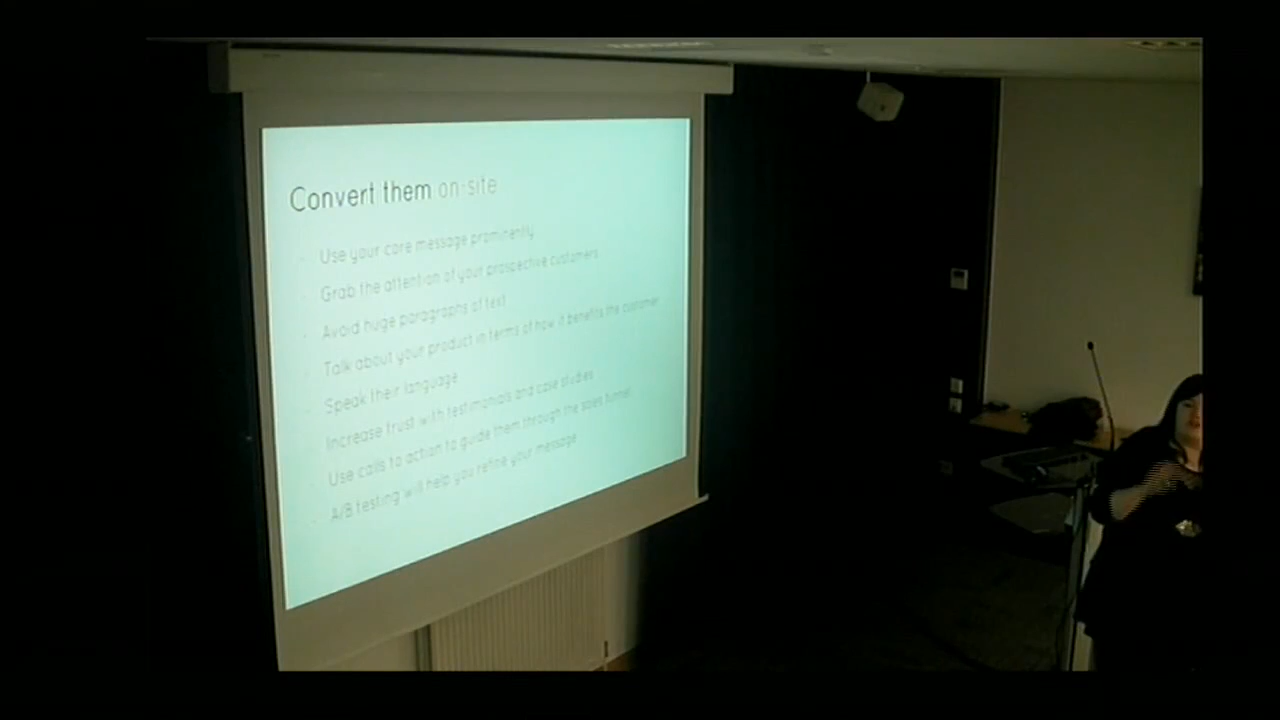 Convert them on-site
Use your core message prominently
Grab the attention of your prospective customers
Avoid huge paragraphs of text
Talk about your product in terms of how it benefits the customer
Speak their language
Increase trust with testimonials and case studies
Use calls to action to guide them through the sales funnel
A/B testing will help you refine your message